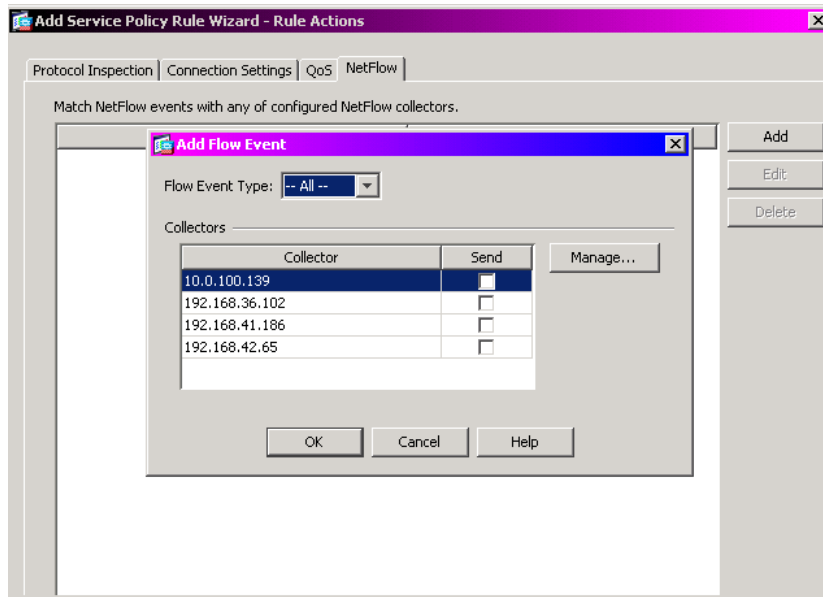 Add Service Policy Rule Wizard - Rule Actions
Protocol Inspection Connection Settings QoS NetFlow
Match NetFlow events with any of configured NetFlow collectors.
Add
Edit
Delete
Add Flow Event
Flow Event Type: -- All --
Collectors
Collector Send
Manage...
10.0.100.139
192.168.36.102
192.168.41.186
192.168.42.65
OK Cancel Help